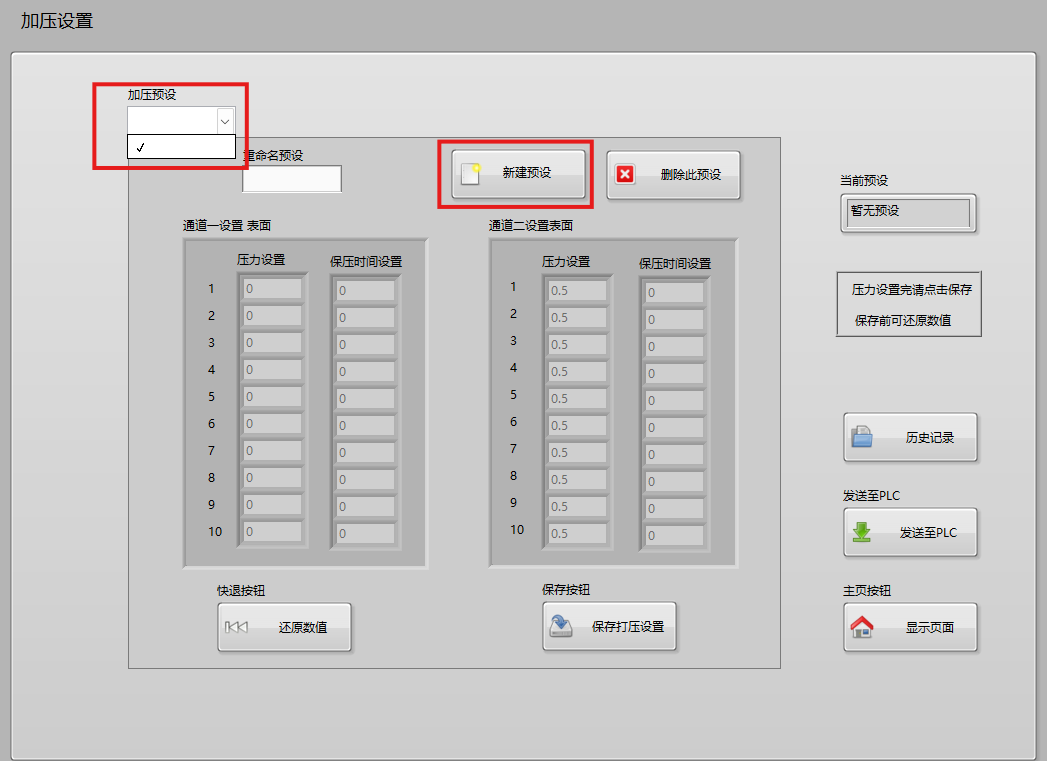 加压设置
加压预设
✓
重命名预设
新建预设
删除此预设
当前预设
暂无预设
通道一设置 表面
通道二设置表面
压力设置 保压时间设置
压力设置 保压时间设置
1 0 0
2 0 0
3 0 0
4 0 0
5 0 0
6 0 0
7 0 0
8 0 0
9 0 0
10 0 0
1 0.5 0
2 0.5 0
3 0.5 0
4 0.5 0
5 0.5 0
6 0.5 0
7 0.5 0
8 0.5 0
9 0.5 0
10 0.5 0
压力设置完请点击保存
保存前可还原数值
历史记录
发送至PLC
发送至PLC
快退按钮
还原数值
保存按钮
保存打压设置
主页按钮
显示页面